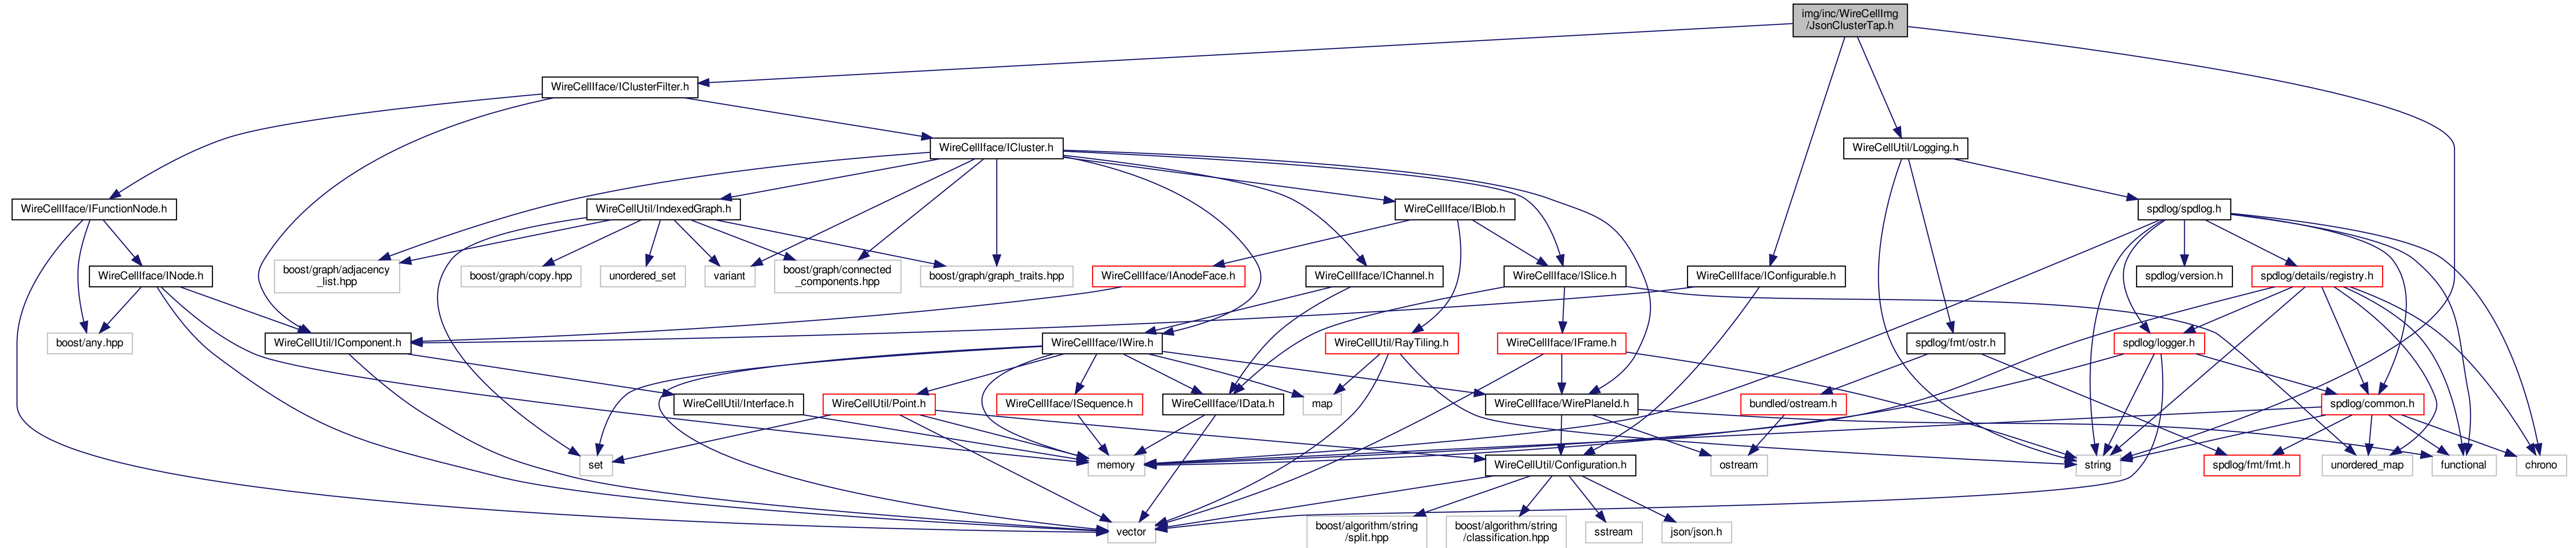 img/inc/WireCellImg
/JsonClusterTap.h
WireCellIface/IClusterFilter.h
WireCellIface/ICluster.h
WireCellUtil/Logging.h
WireCellIface/IFunctionNode.h
WireCellUtil/IndexedGraph.h
WireCellIface/IBlob.h
spdlog/spdlog.h
WireCellIface/INode.h
boost/graph/adjacency
_list.hpp
boost/graph/copy.hpp
unordered_set
variant
boost/graph/connected
_components.hpp
boost/graph/graph_traits.hpp
WireCellIface/IAnodeFace.h
WireCellIface/IChannel.h
WireCellIface/ISlice.h
WireCellIface/IConfigurable.h
spdlog/version.h
spdlog/details/registry.h
boost/any.hpp
WireCellUtil/IComponent.h
WireCellIface/IWire.h
WireCellUtil/RayTiling.h
WireCellIface/IFrame.h
spdlog/fmt/ostr.h
spdlog/logger.h
WireCellUtil/Interface.h
WireCellUtil/Point.h
WireCellIface/ISequence.h
WireCellIface/IData.h
map
WireCellIface/WirePlaneId.h
bundled/ostream.h
spdlog/common.h
set
memory
WireCellUtil/Configuration.h
ostream
string
spdlog/fmt/fmt.h
unordered_map
functional
chrono
vector
boost/algorithm/string
/split.hpp
boost/algorithm/string
/classification.hpp
sstream
json/json.h